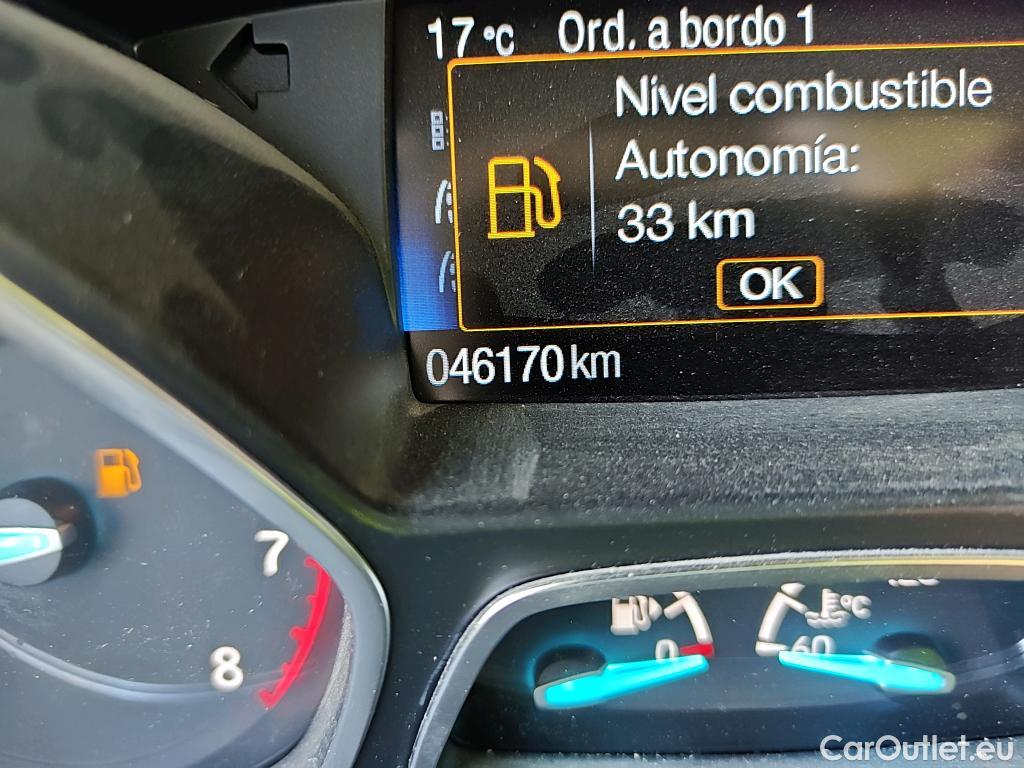 17 °C Ord. a bordo 1
Nivel combustible
Autonomía:
33 km
OK
046170 km
7
8
0
60
°C
CarOutlet.eu